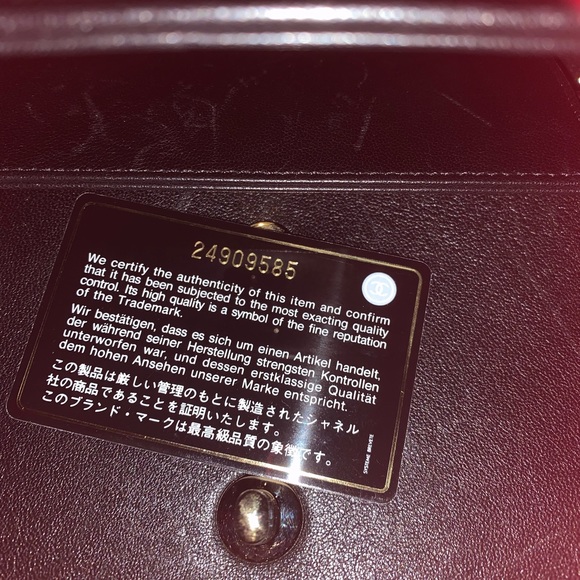 24909585
We certify the authenticity of this item and confirm
that it has been subjected to the most exacting quality
control. Its high quality is a symbol of the fine reputation
of the Trademark.
Wir bestätigen, dass es sich um einen Artikel handelt,
der während seiner Herstellung strengsten Kontrollen
unterworfen war, und dessen erstklassige Qualität
dem hohen Ansehen unserer Marke entspricht.
この製品は厳しい管理のもとに製造されたシャネル
社の商品であることを証明いたします。
このブランド・マークは最高級品質の象徴です。
SYSTEME BREVETE